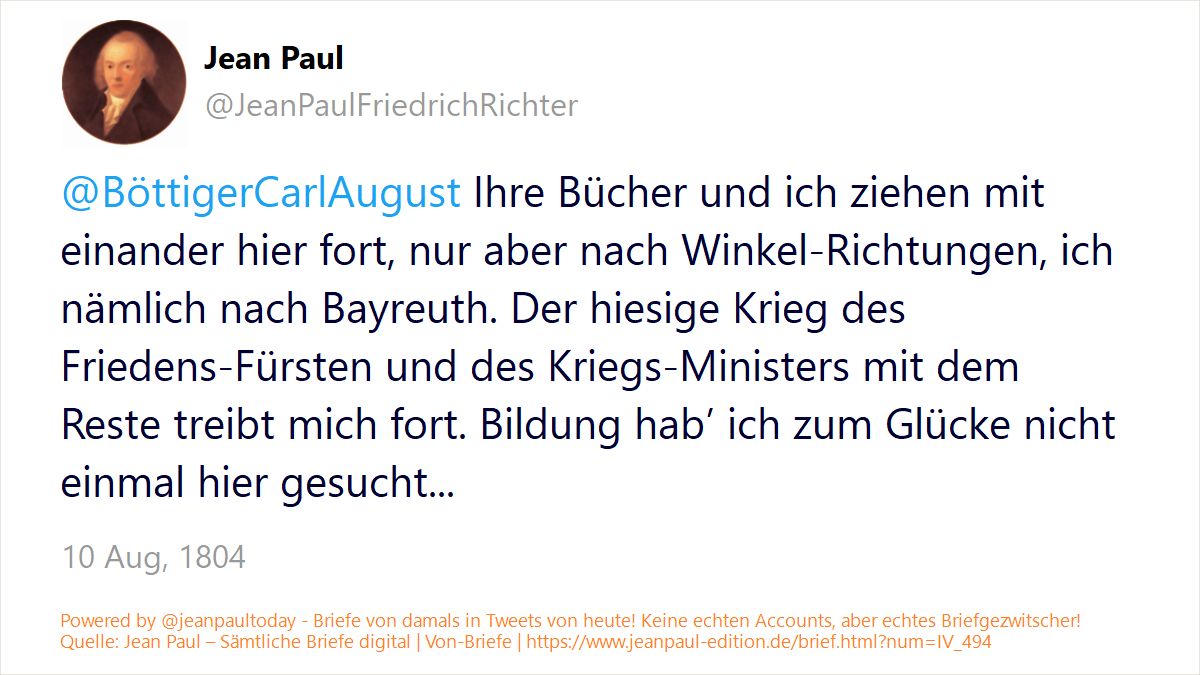 Jean Paul
@JeanPaulFriedrichRichter
@BöttigerCarlAugust Ihre Bücher und ich ziehen mit
einander hier fort, nur aber nach Winkel-Richtungen, ich
nämlich nach Bayreuth. Der hiesige Krieg des
Friedens-Fürsten und des Kriegs-Ministers mit dem
Reste treibt mich fort. Bildung hab’ ich zum Glücke nicht
einmal hier gesucht...
10 Aug, 1804
Powered by @jeanpaultoday - Briefe von damals in Tweets von heute! Keine echten Accounts, aber echtes Briefgezwitscher!
Quelle: Jean Paul – Sämtliche Briefe digital | Von-Briefe | https://www.jeanpaul-edition.de/brief.html?num=IV_494